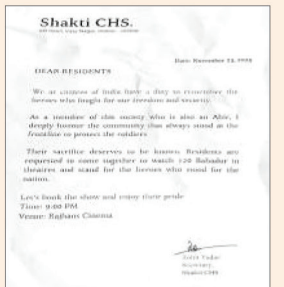 Shakti CHS.
DEAR RESIDENTS
We as citizens of India have a duty to remember the
heroes who fought for our freedom and security.
As a member of this society who is also an Ahir, I
deeply honour the community that always stood at the
frontline to protect the soldiers
Their sacrifice deserves to be known. Residents are
requested to come together to watch 120 Bahadur in
theatres and stand for the heroes who stood for the
nation.
Let's book the show and enjoy their pride
Time: 9:00 PM
Venue: Rajhans Cinema
Yadav
Secretary,
Shakti CHS